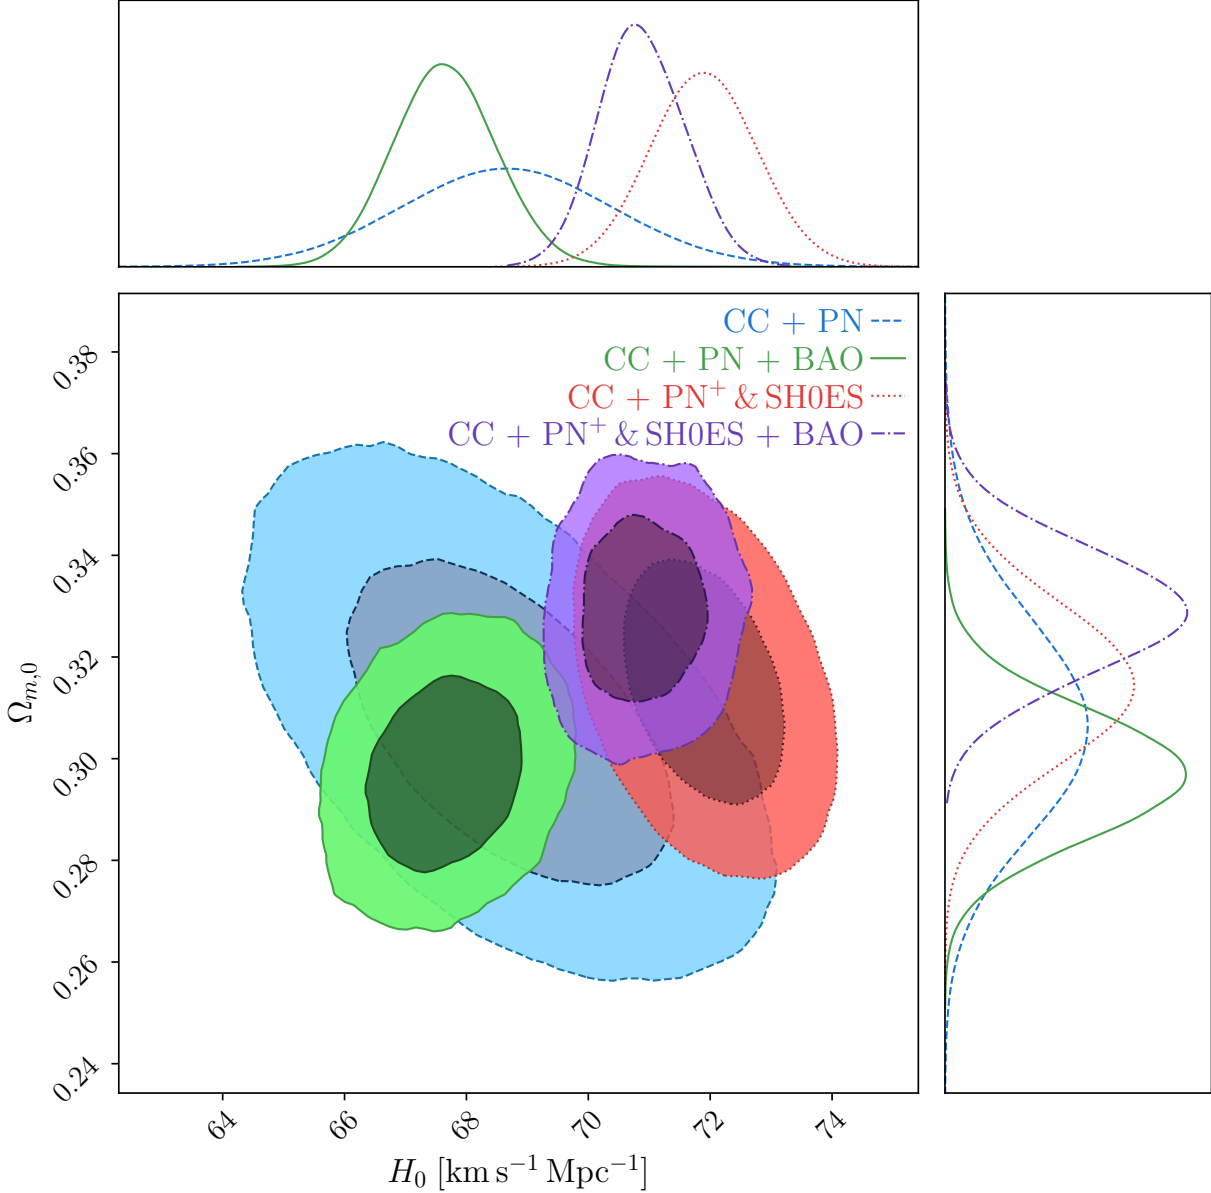 CC + PN
CC + PN + BAO
CC + PN⁺ & SH0ES
CC + PN⁺ & SH0ES + BAO
0.38
0.36
0.34
0.32
0.30
0.28
0.26
0.24
Ωm,0
64 66 68 70 72 74
H₀ [km s⁻¹ Mpc⁻¹]